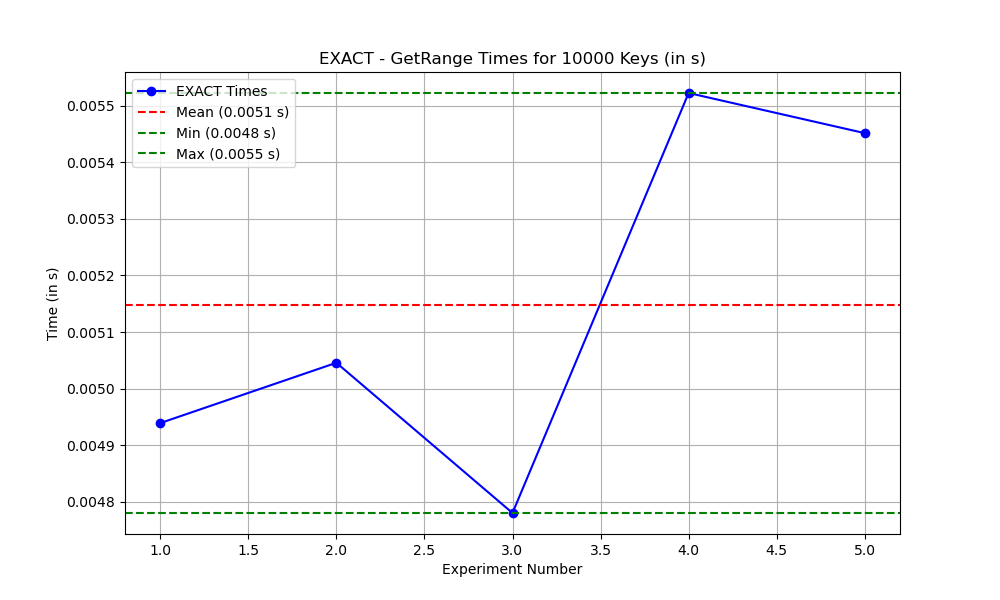 EXACT - GetRange Times for 10000 Keys (in s)
EXACT Times
Mean (0.0051 s)
Min (0.0048 s)
Max (0.0055 s)
Time (in s)
0.0055
0.0054
0.0053
0.0052
0.0051
0.0050
0.0049
0.0048
1.0 1.5 2.0 2.5 3.0 3.5 4.0 4.5 5.0
Experiment Number